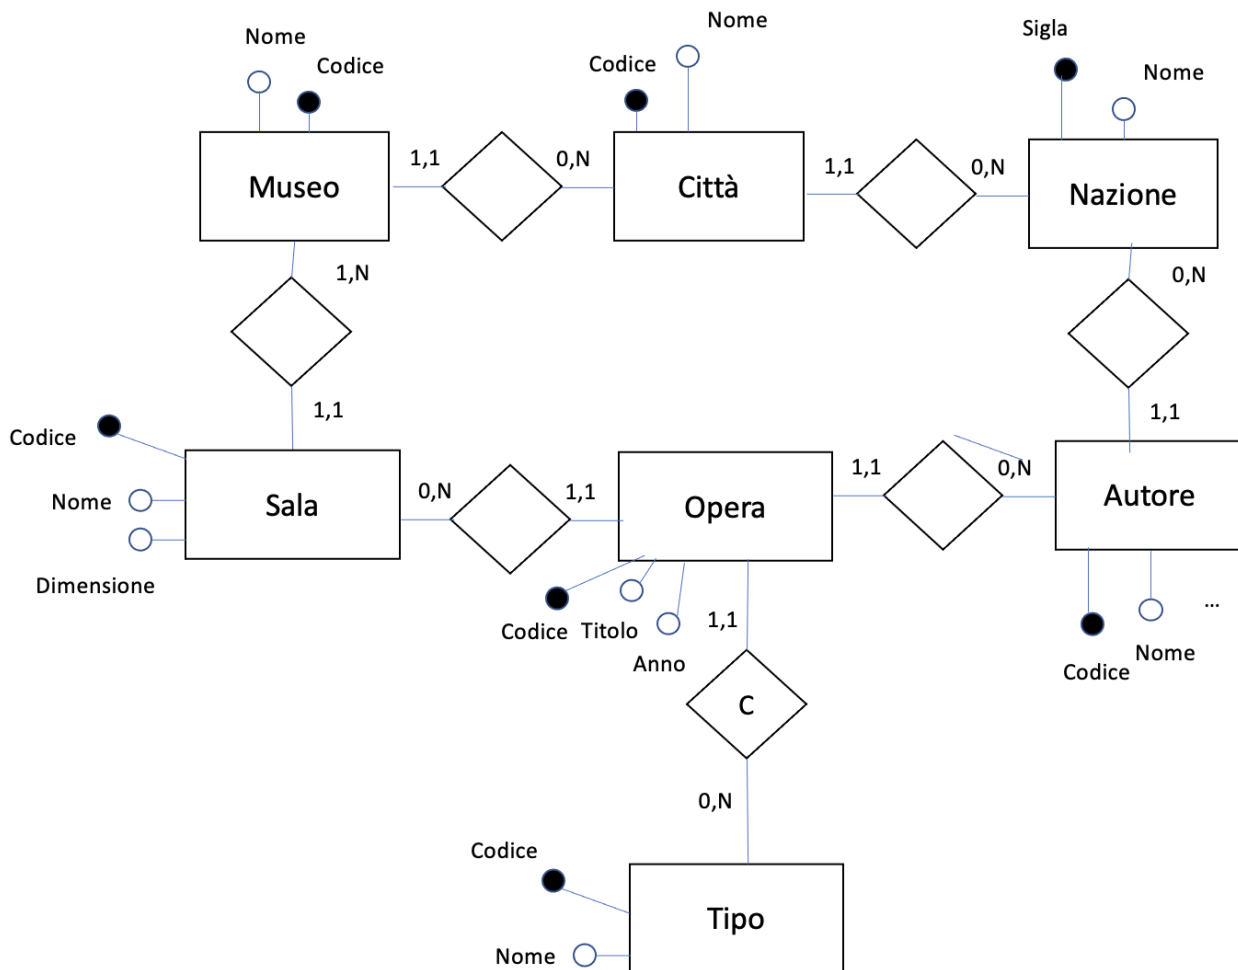 Nome
Codice
Nome
Codice
Sigla
Nome
Museo
1,1
0,N
Città
1,1
0,N
Nazione
1,N
0,N
1,1
1,1
Codice
Nome
Dimensione
Sala
0,N
1,1
Opera
1,1
0,N
Autore
Codice
Titolo
Anno
1,1
Codice
Nome
...
C
0,N
Codice
Nome
Tipo